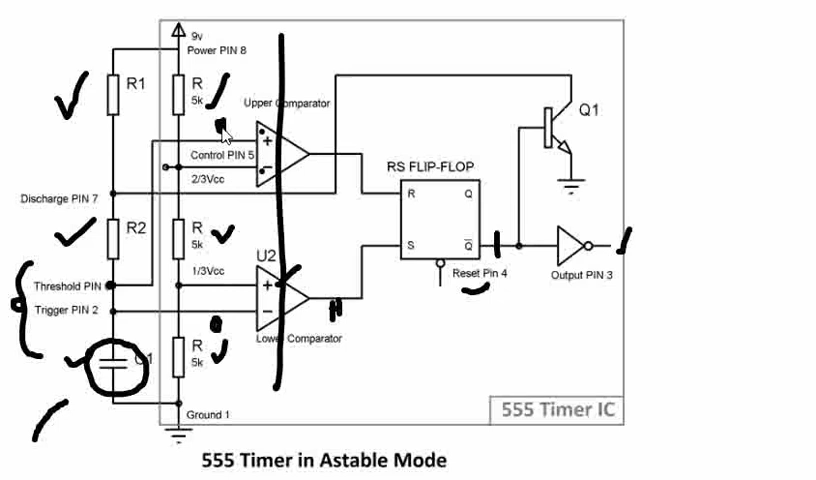 9v
Power PIN 8
R1
R
5k
Upper Comparator
Q1
+
Control PIN 5
-
2/3Vcc
RS FLIP-FLOP
Discharge PIN 7
R
Q
R2
R
5k
U2
S
Q
1/3Vcc
Reset Pin 4
Output PIN 3
Threshold PIN
+
Trigger PIN 2
-
Lower Comparator
R
5k
Ground 1
555 Timer IC
555 Timer in Astable Mode